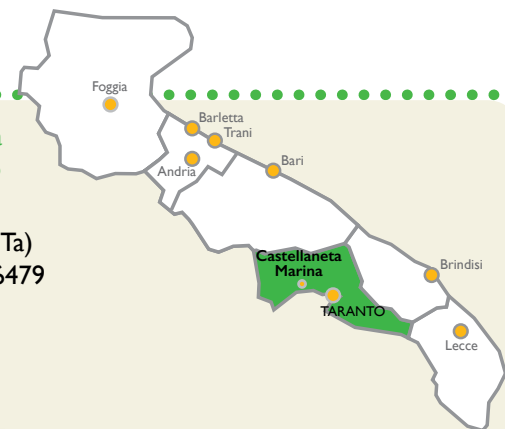 Foggia
Barletta
Trani
Andria
Bari
Ta)
6479
Castellaneta
Marina
Brindisi
TARANTO
Lecce